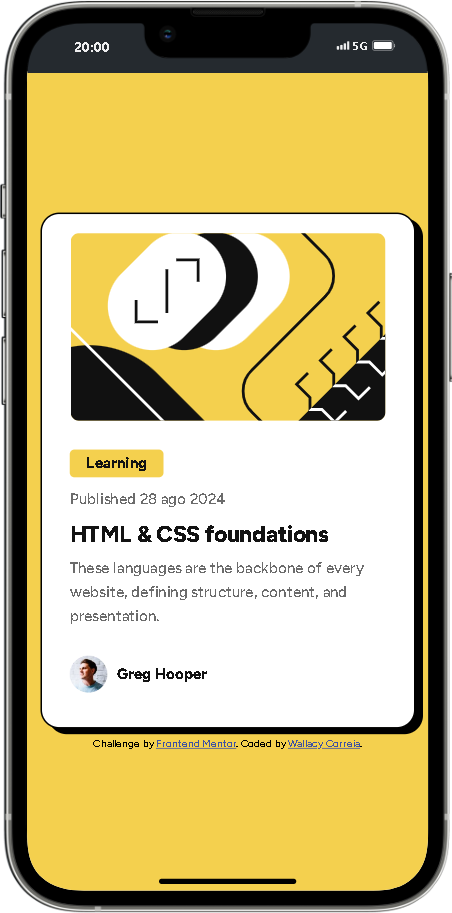 20:00
5G
Learning
Published 28 ago 2024
HTML & CSS foundations
These languages are the backbone of every
website, defining structure, content, and
presentation.
Greg Hooper
Challenge by Frontend Mentor. Coded by Wallacy Correia.